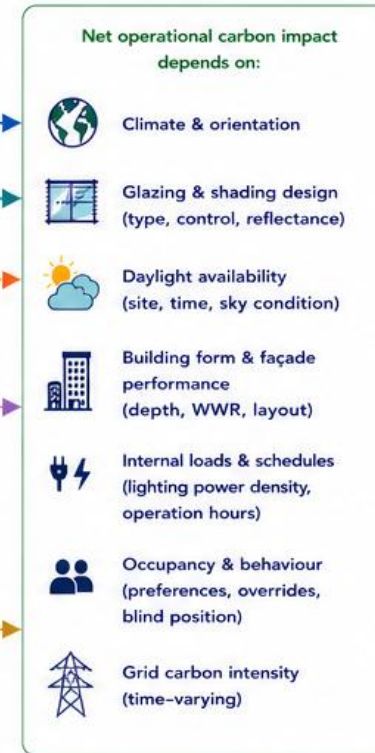 Net operational carbon impact
depends on:
Climate & orientation
Glazing & shading design
(type, control, reflectance)
Daylight availability
(site, time, sky condition)
Building form & façade
performance
(depth, WWR, layout)
Internal loads & schedules
(lighting power density,
operation hours)
Occupancy & behaviour
(preferences, overrides,
blind position)
Grid carbon intensity
(time-varying)